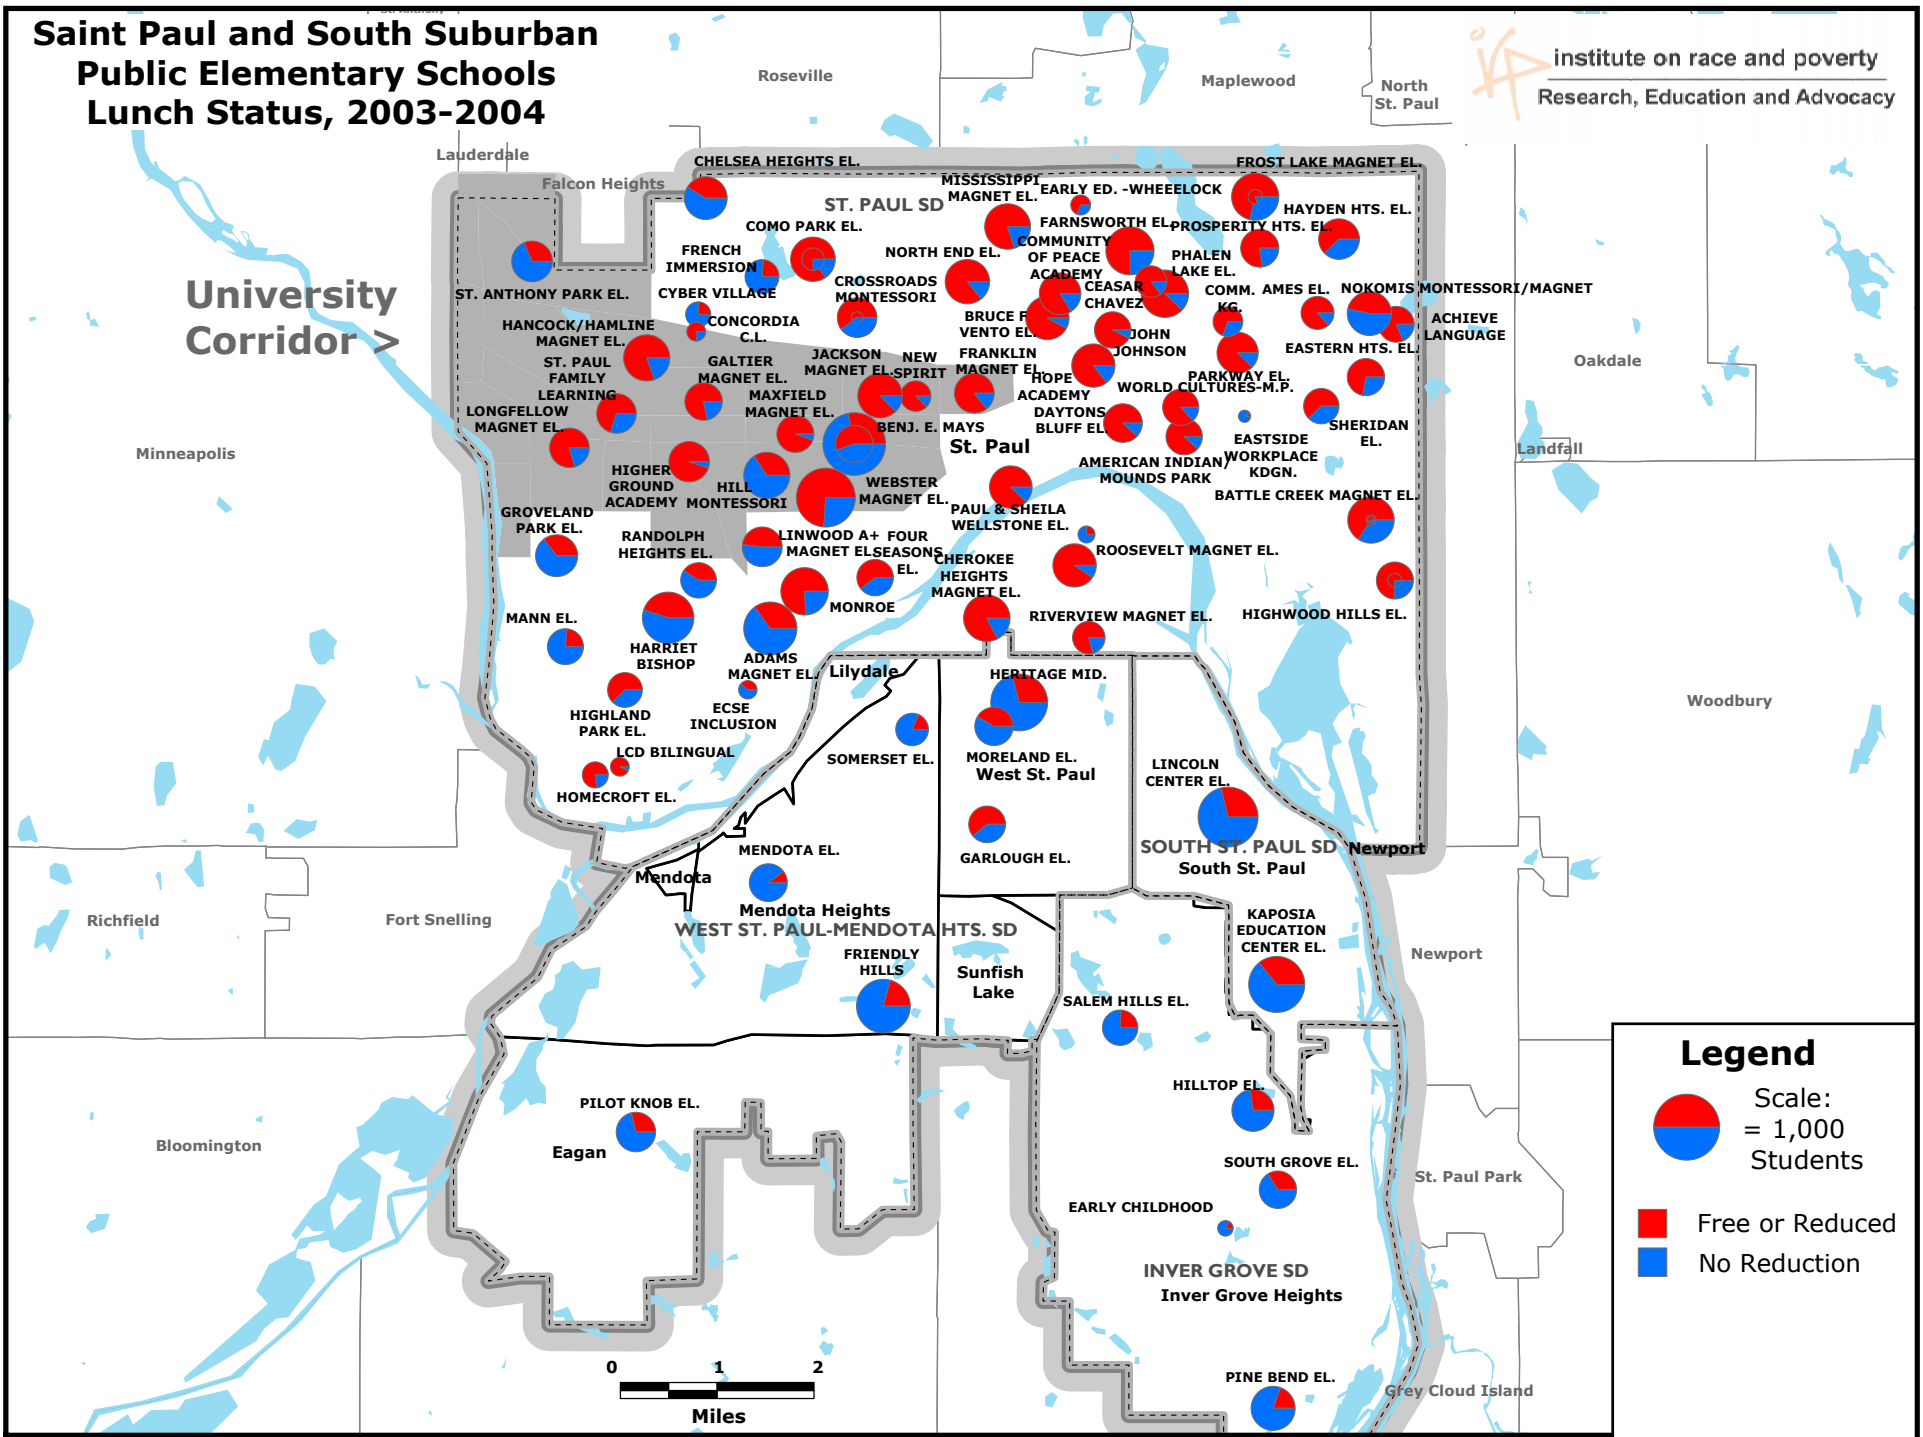 St. Anthony
Saint Paul and South Suburban
Public Elementary Schools
Lunch Status, 2003-2004
institute on race and poverty
Research, Education and Advocacy
Roseville
Maplewood
North
St. Paul
Lauderdale
Falcon Heights
CHELSEA HEIGHTS EL.
FROST LAKE MAGNET EL.
MISSISSIPPI
MAGNET EL.
EARLY ED. -WHEEELOCK
ST. PAUL SD
HAYDEN HTS. EL.
COMO PARK EL.
FARNSWORTH EL.
PROSPERITY HTS. EL.
FRENCH
IMMERSION
NORTH END EL.
COMMUNITY
OF PEACE
ACADEMY
PHALEN
LAKE EL.
University
Corridor >
ST. ANTHONY PARK EL.
CYBER VILLAGE
CROSSROADS
MONTESSORI
CEASAR
CHAVEZ
COMM.
KG.
AMES EL.
NOKOMIS MONTESSORI/MAGNET
HANCOCK/HAMLINE
MAGNET EL.
CONCORDIA
C.L.
BRUCE F
VENTO EL.
JOHN
JOHNSON
ACHIEVE
LANGUAGE
EASTERN HTS. EL.
ST. PAUL
FAMILY
LEARNING
GALTIER
MAGNET EL.
JACKSON
MAGNET EL.
NEW
SPIRIT
FRANKLIN
MAGNET EL.
Oakdale
HOPE
ACADEMY
PARKWAY EL.
WORLD CULTURES-M.P.
LONGFELLOW
MAGNET EL.
MAXFIELD
MAGNET EL.
BENJ. E. MAYS
DAYTONS
BLUFF EL.
SHERIDAN
EL.
Minneapolis
St. Paul
EASTSIDE
WORKPLACE
KDGN.
Landfall
AMERICAN INDIAN/
MOUNDS PARK
HIGHER
GROUND
ACADEMY
HILL
MONTESSORI
WEBSTER
MAGNET EL.
BATTLE CREEK MAGNET EL.
GROVELAND
PARK EL.
PAUL & SHEILA
WELLSTONE EL.
RANDOLPH
HEIGHTS EL.
LINWOOD A+
MAGNET EL.
FOUR
SEASONS
EL.
CHEROKEE
HEIGHTS
MAGNET EL.
ROOSEVELT MAGNET EL.
MANN EL.
MONROE
RIVERVIEW MAGNET EL.
HIGHWOOD HILLS EL.
HARRIET
BISHOP
ADAMS
MAGNET EL.
Lilydale
HERITAGE MID.
HIGHLAND
PARK EL.
ECSE
INCLUSION
Woodbury
LCD BILINGUAL
SOMERSET EL.
MORELAND EL.
West St. Paul
LINCOLN
CENTER EL.
HOMECROFT EL.
MENDOTA EL.
GARLOUGH EL.
SOUTH ST. PAUL SD
South St. Paul
Newport
Mendota
Mendota Heights
WEST ST. PAUL-MENDOTA HTS. SD
Richfield
Fort Snelling
KAPOSIA
EDUCATION
CENTER EL.
FRIENDLY
HILLS
Sunfish
Lake
Newport
SALEM HILLS EL.
HILLTOP EL.
PILOT KNOB EL.
Eagan
Bloomington
SOUTH GROVE EL.
St. Paul Park
EARLY CHILDHOOD
INVER GROVE SD
Inver Grove Heights
PINE BEND EL.
Grey Cloud Island
0 1 2
Miles
Legend
Scale:
= 1,000
Students
Free or Reduced
No Reduction